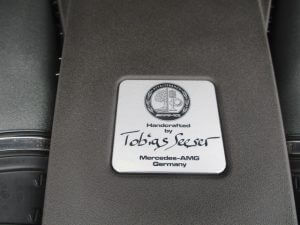 Handcrafted
by
Tobias Seeser
Mercedes-AMG
Germany